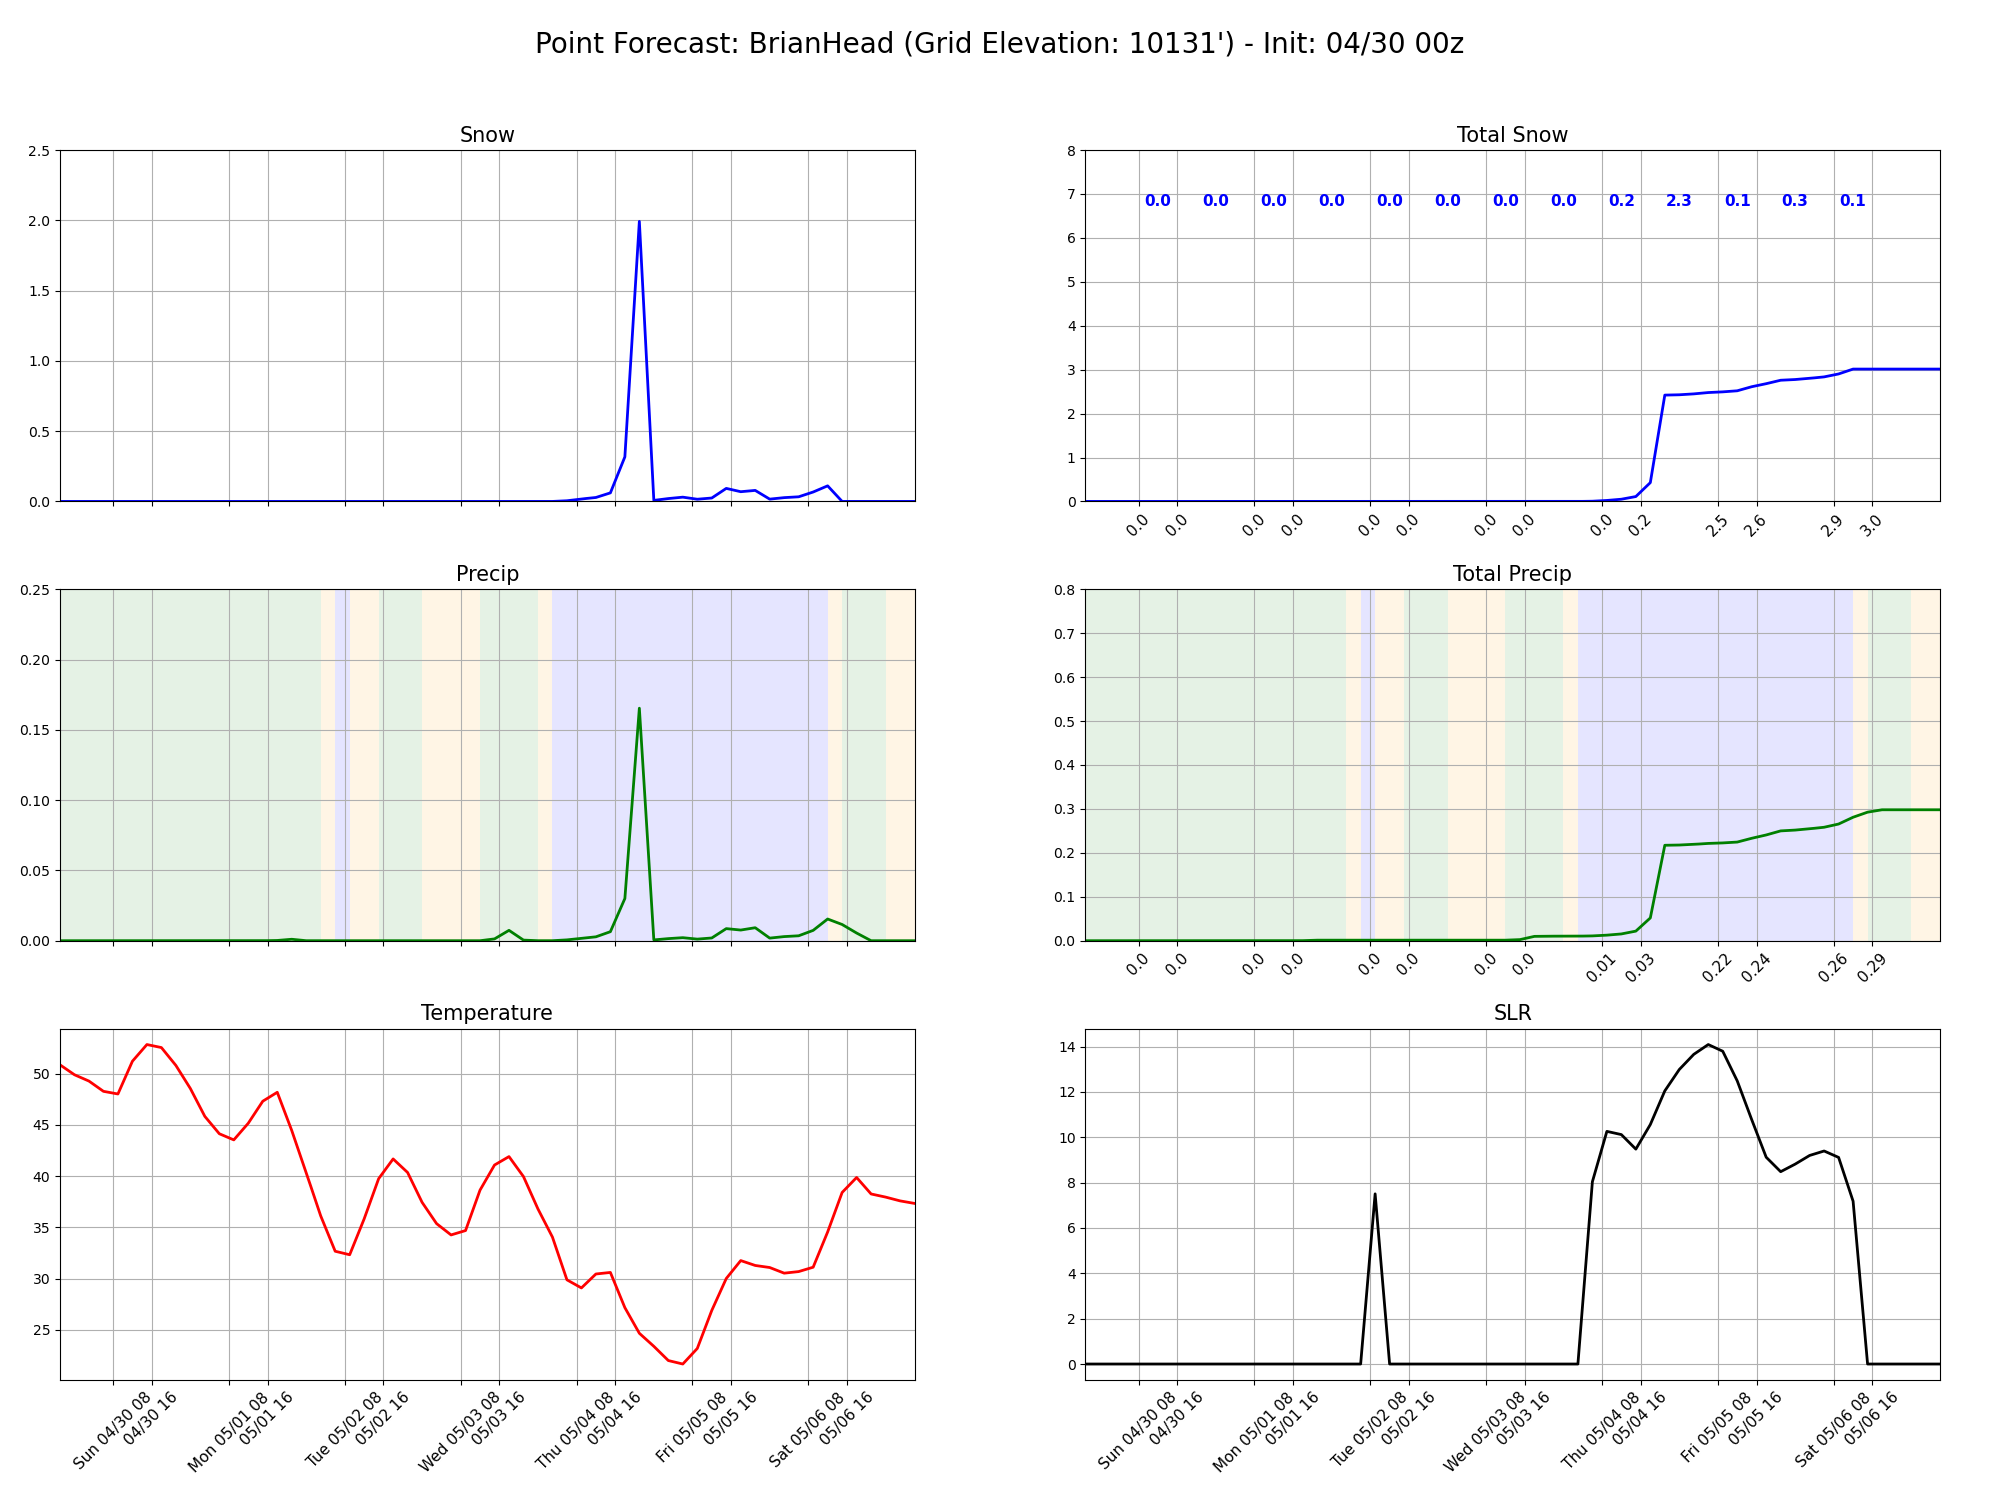 Point Forecast: BrianHead (Grid Elevation: 10131') - Init: 04/30 00z
Snow
2.5
2.0
1.5
1.0
0.5
0.0
Total Snow
8
7
6
5
4
3
2
1
0
0.0 0.0 0.0 0.0 0.0 0.0 0.0 0.0 0.2 2.3 0.1 0.3 0.1
0.0 0.0 0.0 0.0 0.0 0.0 0.0 0.0 0.0 0.2 2.5 2.6 2.9 3.0
Precip
0.25
0.20
0.15
0.10
0.05
0.00
Total Precip
0.8
0.7
0.6
0.5
0.4
0.3
0.2
0.1
0.0
0.0 0.0 0.0 0.0 0.0 0.0 0.0 0.0 0.01 0.03 0.22 0.24 0.26 0.29
Temperature
50
45
40
35
30
25
Sun 04/30 08
04/30 16
Mon 05/01 08
05/01 16
Tue 05/02 08
05/02 16
Wed 05/03 08
05/03 16
Thu 05/04 08
05/04 16
Fri 05/05 08
05/05 16
Sat 05/06 08
05/06 16
SLR
14
12
10
8
6
4
2
0
Sun 04/30 08
04/30 16
Mon 05/01 08
05/01 16
Tue 05/02 08
05/02 16
Wed 05/03 08
05/03 16
Thu 05/04 08
05/04 16
Fri 05/05 08
05/05 16
Sat 05/06 08
05/06 16